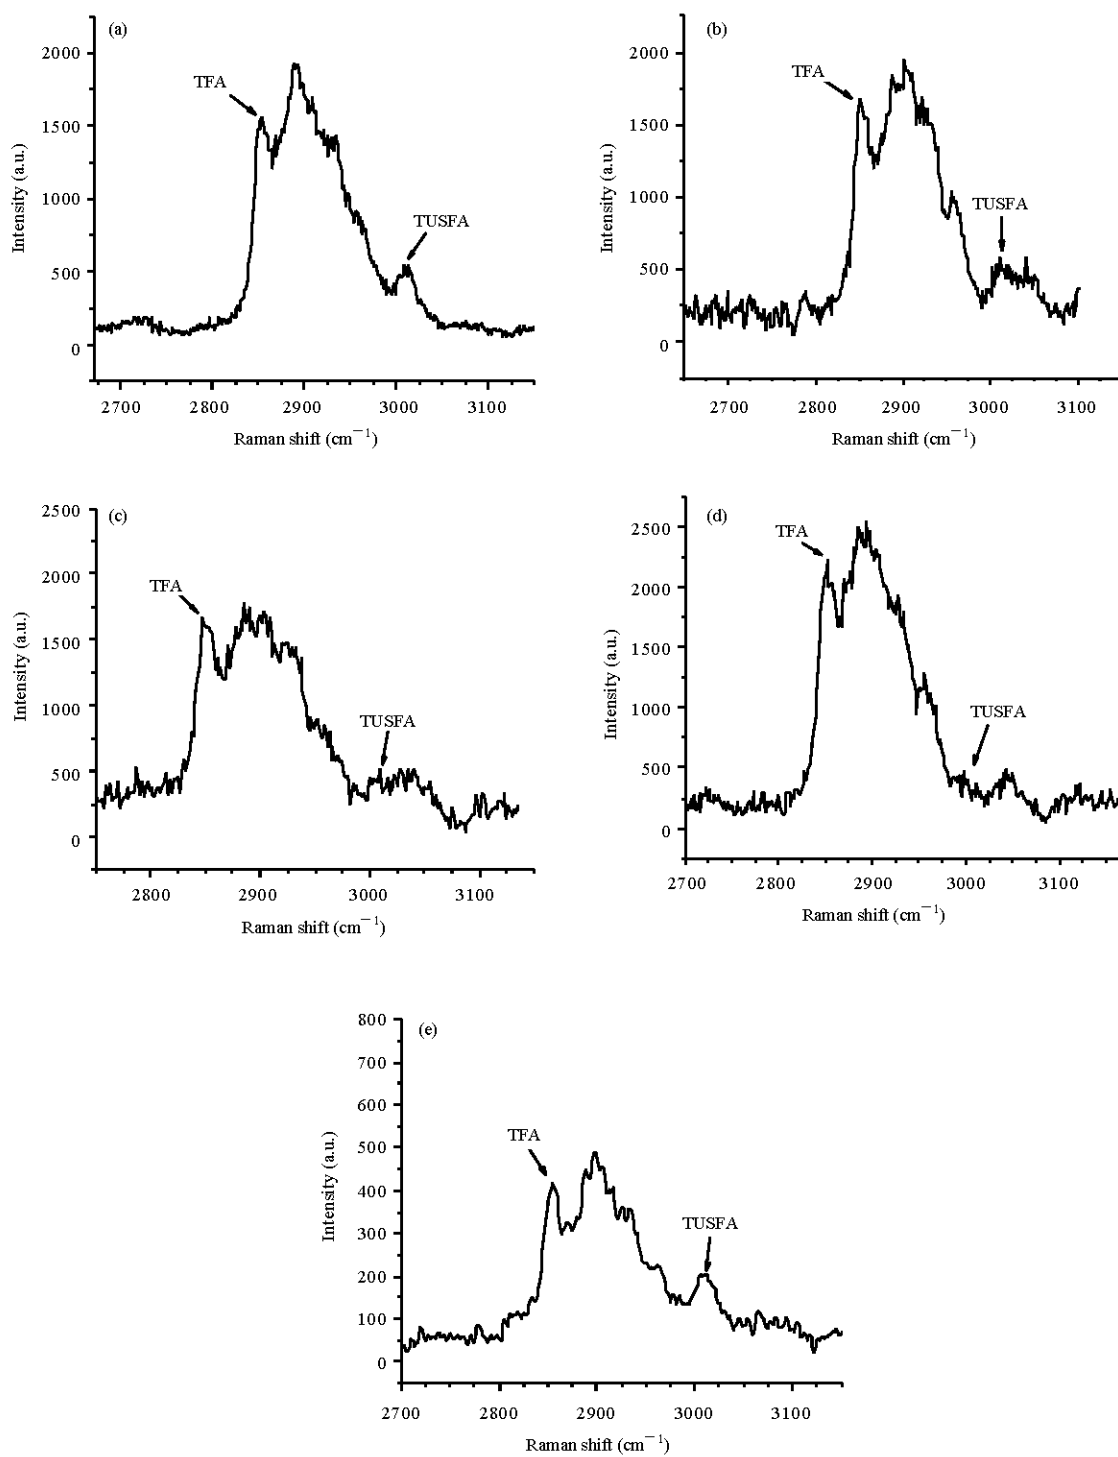 (a)
2000
1500
1000
500
0
Intensity (a.u.)
TFA
TUSFA
2700 2800 2900 3000 3100
Raman shift (cm⁻¹)
(b)
2000
1500
1000
500
0
Intensity (a.u.)
TFA
TUSFA
2700 2800 2900 3000 3100
Raman shift (cm⁻¹)
(c)
2500
2000
1500
1000
500
0
Intensity (a.u.)
TFA
TUSFA
2800 2900 3000 3100
Raman shift (cm⁻¹)
(d)
2500
2000
1500
1000
500
0
Intensity (a.u.)
TFA
TUSFA
2700 2800 2900 3000 3100
Raman shift (cm⁻¹)
(e)
800
700
600
500
400
300
200
100
0
Intensity (a.u.)
TFA
TUSFA
2700 2800 2900 3000 3100
Raman shift (cm⁻¹)